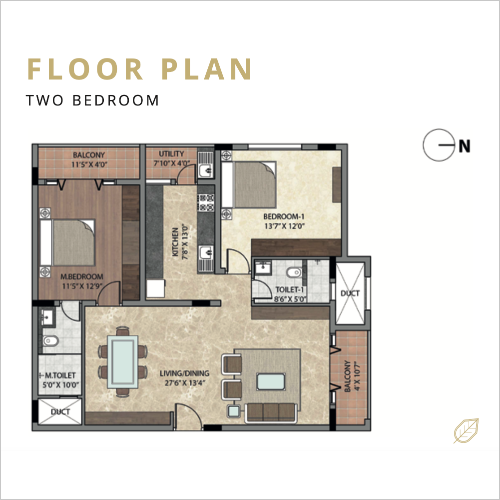 FLOOR PLAN
TWO BEDROOM
N
BALCONY
11'5" X 4'0"
UTILITY
7'10" X 4'0"
KITCHEN
7'8" X 13'0"
BEDROOM-1
13'7" X 12'0"
M.BEDROOM
11'5" X 12'9"
TOILET-1
8'6" X 5'0"
DUCT
M.TOILET
5'0" X 10'0"
LIVING/DINING
27'6" X 13'4"
BALCONY
4' X 10'7"
DUCT